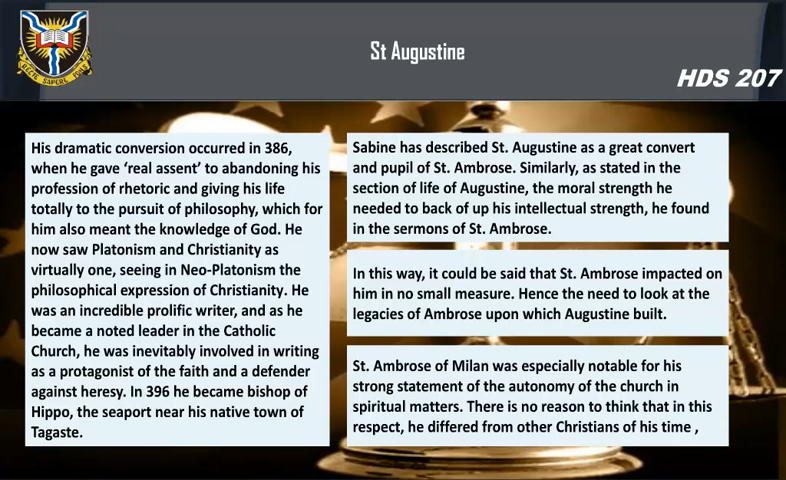 St Augustine
HDS 207
RECTE SAPERE FONS
His dramatic conversion occurred in 386,
when he gave ‘real assent’ to abandoning his
profession of rhetoric and giving his life
totally to the pursuit of philosophy, which for
him also meant the knowledge of God. He
now saw Platonism and Christianity as
virtually one, seeing in Neo-Platonism the
philosophical expression of Christianity. He
was an incredible prolific writer, and as he
became a noted leader in the Catholic
Church, he was inevitably involved in writing
as a protagonist of the faith and a defender
against heresy. In 396 he became bishop of
Hippo, the seaport near his native town of
Tagaste.
Sabine has described St. Augustine as a great convert
and pupil of St. Ambrose. Similarly, as stated in the
section of life of Augustine, the moral strength he
needed to back of up his intellectual strength, he found
in the sermons of St. Ambrose.
In this way, it could be said that St. Ambrose impacted on
him in no small measure. Hence the need to look at the
legacies of Ambrose upon which Augustine built.
St. Ambrose of Milan was especially notable for his
strong statement of the autonomy of the church in
spiritual matters. There is no reason to think that in this
respect, he differed from other Christians of his time ,